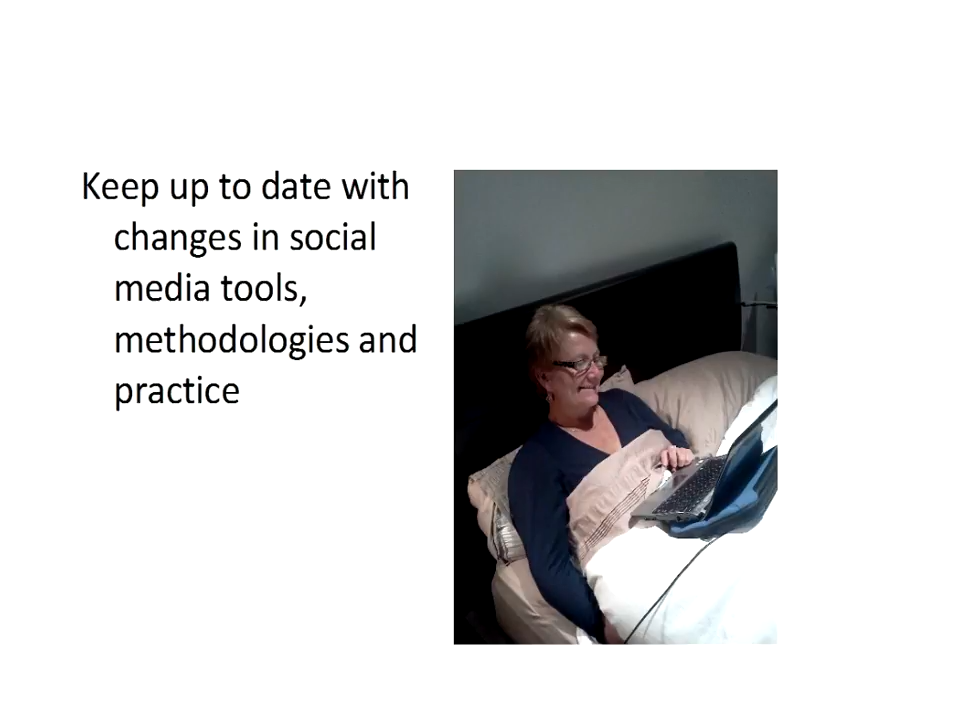 Keep up to date with
changes in social
media tools,
methodologies and
practice